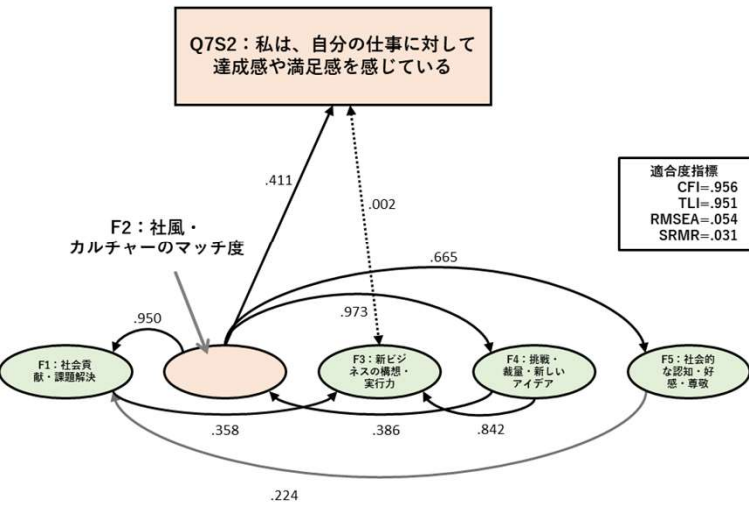 Q7S2：私は、自分の仕事に対して
達成感や満足感を感じている
適合度指標
CFI=.956
TLI=.951
RMSEA=.054
SRMR=.031
.411
.002
F2：社風・
カルチャーのマッチ度
.665
.950
.973
F1：社会貢
献・課題解決
F3：新ビジ
ネスの構想・
実行力
F4：挑戦・
裁量・新しい
アイデア
F5：社会的
な認知・好
感・尊敬
.358
.386
.842
.224